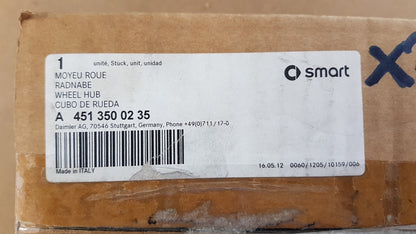 1 unité, Stück, unit, unidad
MOYEU ROUE
RADNABE
WHEEL HUB
CUBO DE RUEDA
A 451 350 02 35
Daimler AG, 70546 Stuttgart, Germany, Phone +49(0)711/17-0
Made in ITALY
smart
16.05.12 0060/1205/10159/006